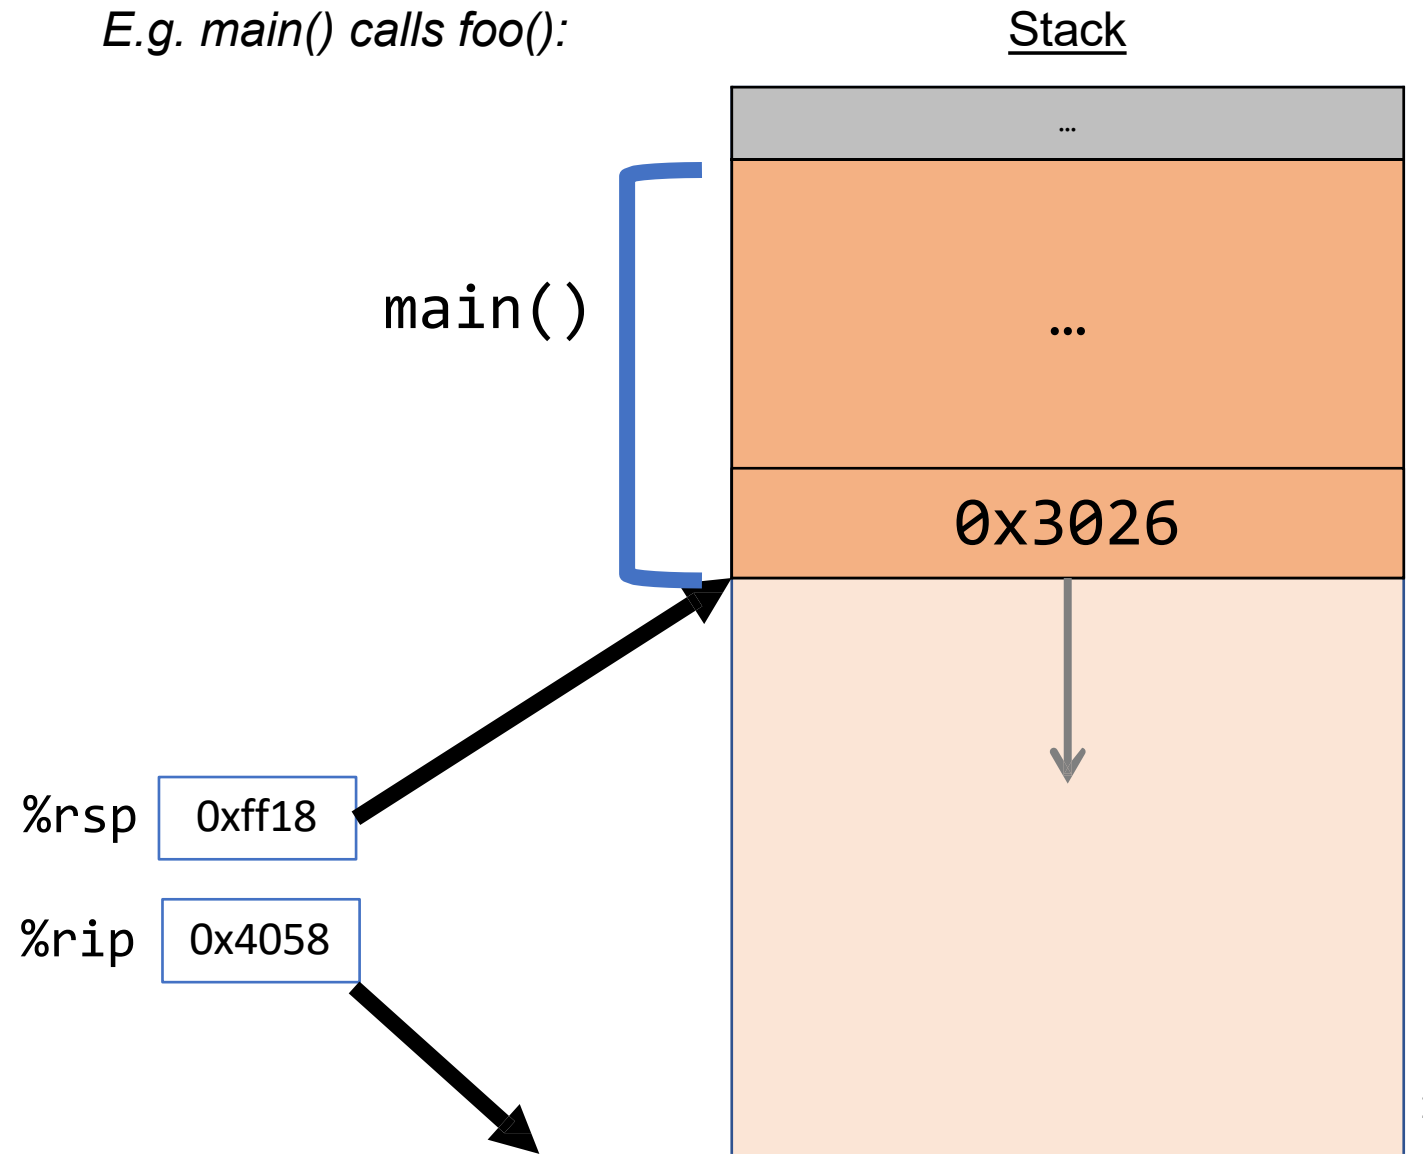 E.g. main() calls foo():
Stack
…
main()
…
0x3026
%rsp
0xff18
%rip
0x4058